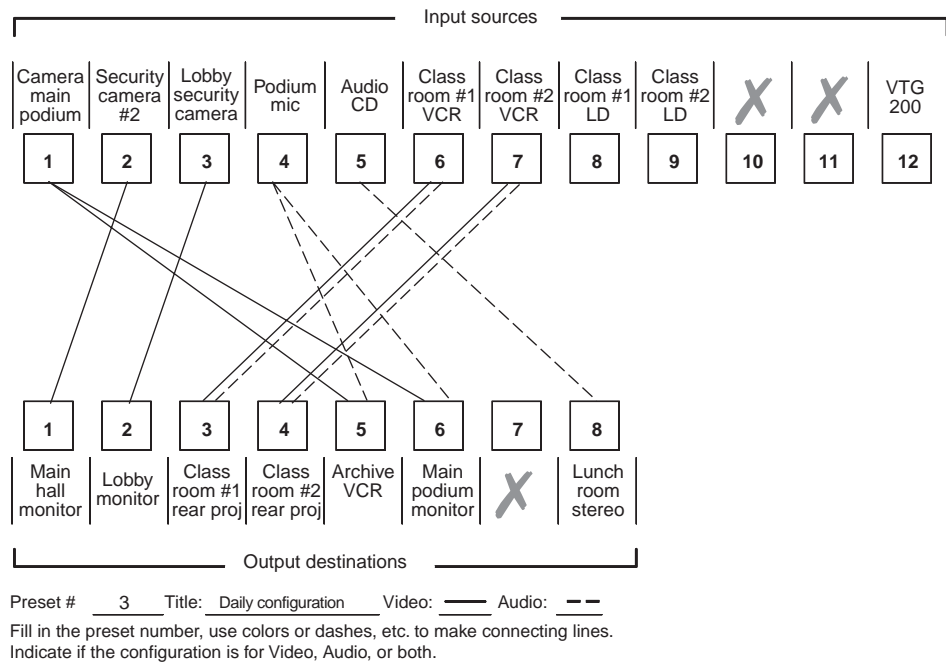 Input sources
Camera main podium
Security camera #2
Lobby security camera
Podium mic
Audio CD
Class room #1 VCR
Class room #2 VCR
Class room #1 LD
Class room #2 LD
X
X
VTG 200
1 2 3 4 5 6 7 8 9 10 11 12
1 2 3 4 5 6 7 8
Main hall monitor
Lobby monitor
Class room #1 rear proj
Class room #2 rear proj
Archive VCR
Main podium monitor
X
Lunch room stereo
Output destinations
Preset # 3 Title: Daily configuration Video: Audio:
Fill in the preset number, use colors or dashes, etc. to make connecting lines.
Indicate if the configuration is for Video, Audio, or both.